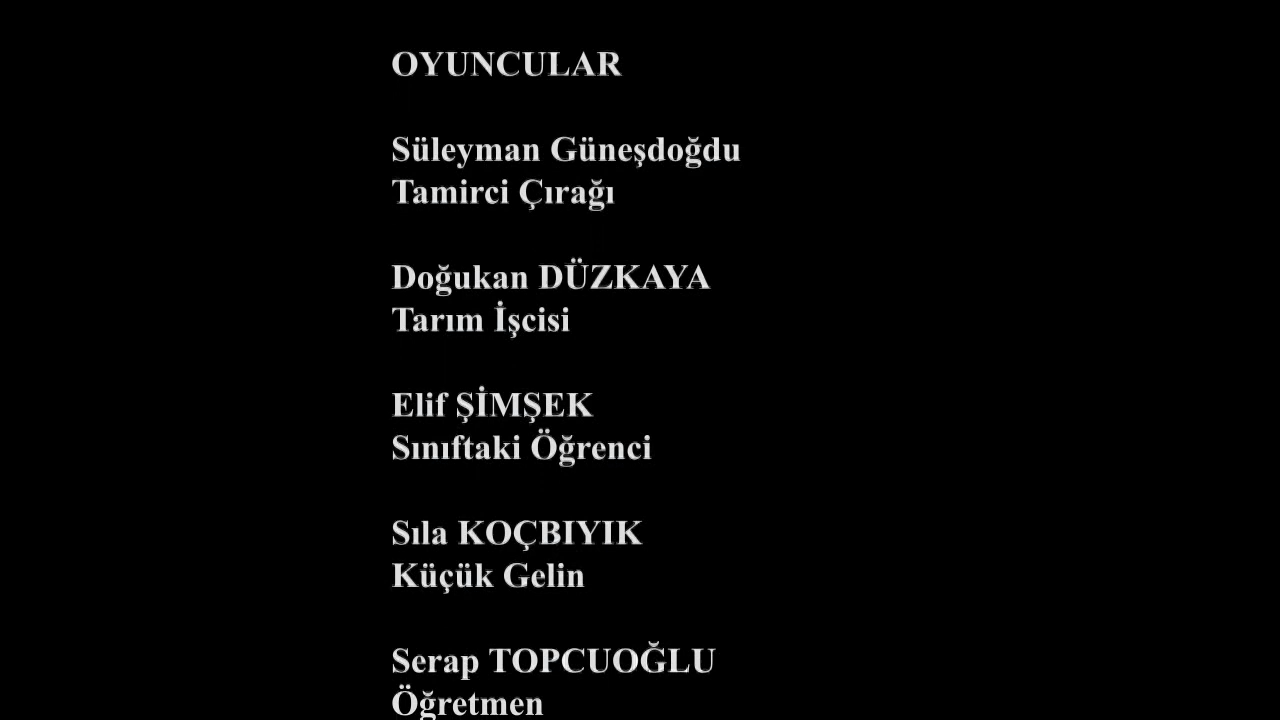 OYUNCULAR
Süleyman Güneşdoğdu
Tamirci Çırağı
Doğukan DÜZKAYA
Tarım İşcisi
Elif ŞİMŞEK
Sınıftaki Öğrenci
Sıla KOÇBIYIK
Küçük Gelin
Serap TOPCUOĞLU
Öğretmen